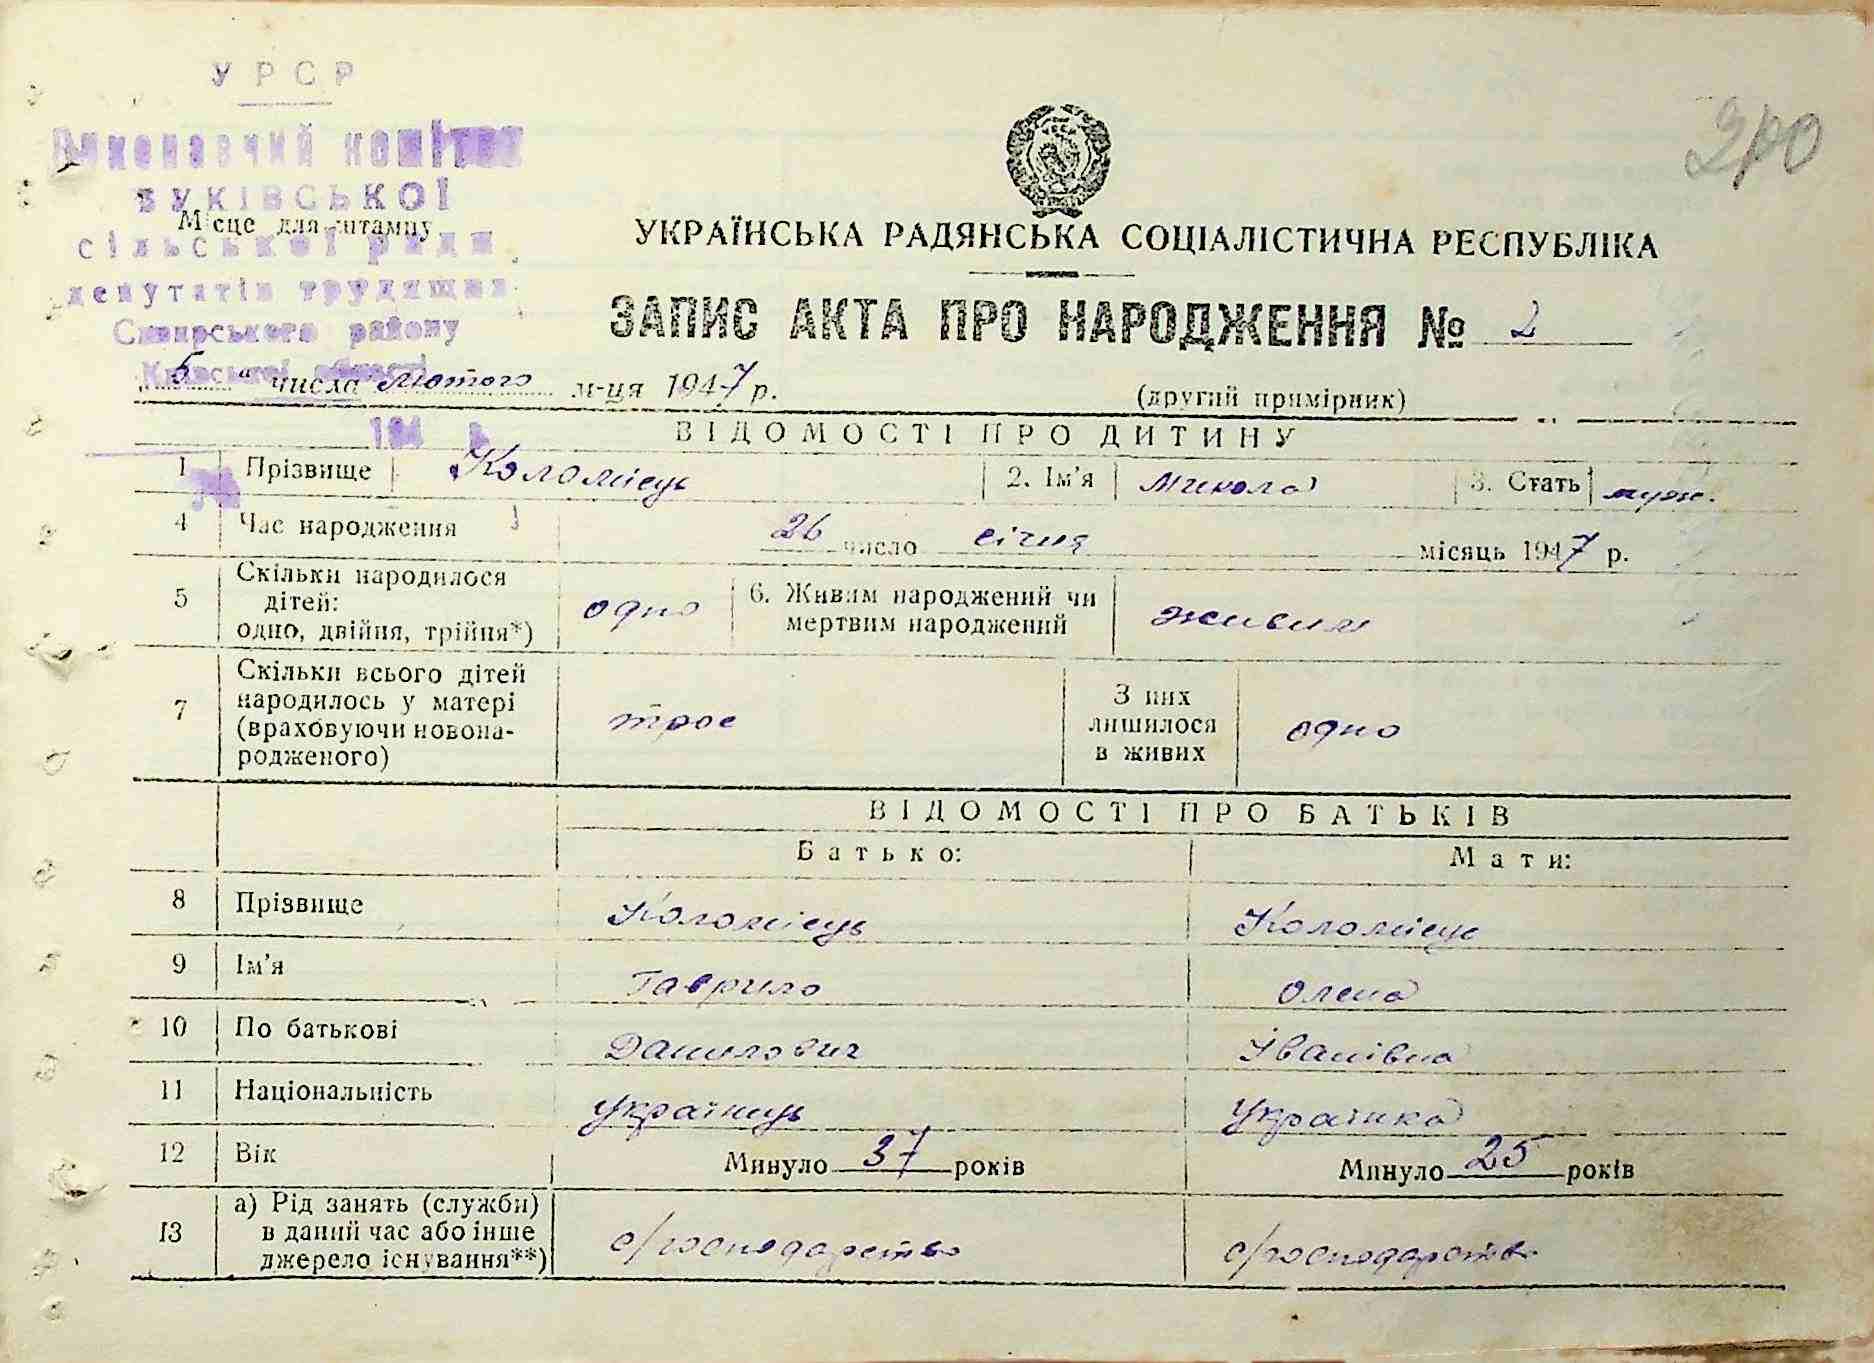 У Р С Р
Виконавчий комітет
БУКІВСЬКОЇ
Місце для штампу
сільської ради
депутатів трудящих
Сквирського району
Київської області
194 р.
210
УКРАЇНСЬКА РАДЯНСЬКА СОЦІАЛІСТИЧНА РЕСПУБЛІКА
ЗАПИС АКТА ПРО НАРОДЖЕННЯ № 2
„ 5 “ числа лютого м-ця 1947 р.
(другий примірник)
ВІДОМОСТІ ПРО ДИТИНУ
1 Прізвище Коломієць 2. Ім'я Микола 3. Стать муж.
4 Час народження 26 число січня місяць 1947 р.
5 Скільки народилося дітей: одно, двійня, трійня*) одно 6. Живим народжений чи мертвим народжений живим
7 Скільки всього дітей народилось у матері (враховуючи новонародженого) троє З них лишилося в живих одно
ВІДОМОСТІ ПРО БАТЬКІВ
Батько: Мати:
8 Прізвище Коломієць Коломієць
9 Ім'я Гаврило Олена
10 По батькові Данилович Іванівна
11 Національність українець Українка
12 Вік Минуло 37 років Минуло 25 років
13 а) Рід занять (служби) в даний час або інше джерело існування**) с/господарство с/господарство